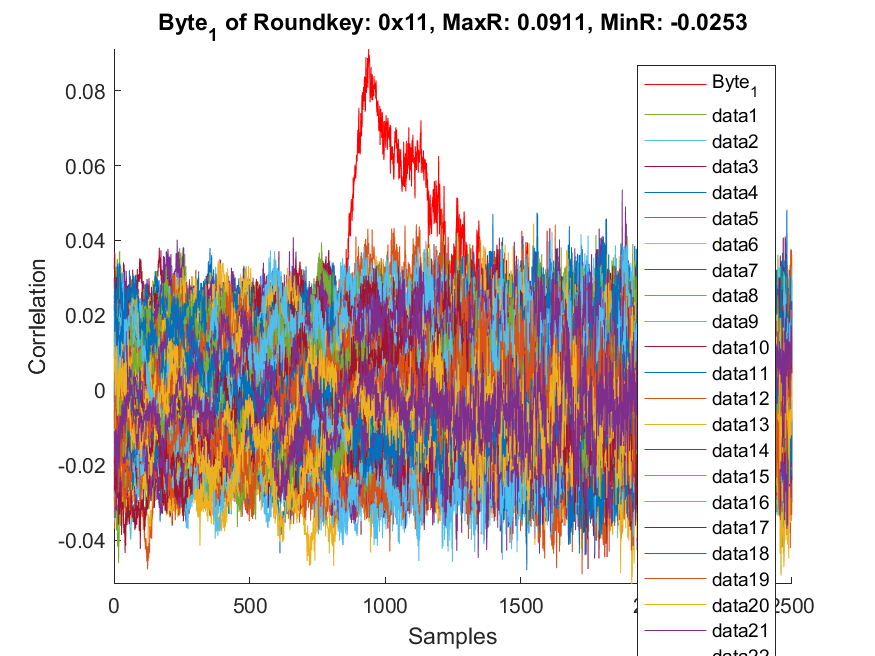 Byte1 of Roundkey: 0x11, MaxR: 0.0911, MinR: -0.0253
0.08
0.06
0.04
0.02
0
-0.02
-0.04
Corrlelation
0
500
1000
1500
2
2500
Samples
Byte1
data1
data2
data3
data4
data5
data6
data7
data8
data9
data10
data11
data12
data13
data14
data15
data16
data17
data18
data19
data20
data21